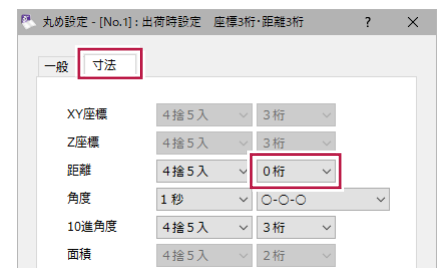 丸め設定 - [No.1] : 出荷時設定　座標3桁・距離3桁 ? ×
一般 寸法
XY座標 4捨5入 3桁
Z座標 4捨5入 3桁
距離 4捨5入 0桁
角度 1秒 ○-○-○
10進角度 4捨5入 3桁
面積 4捨5入 2桁